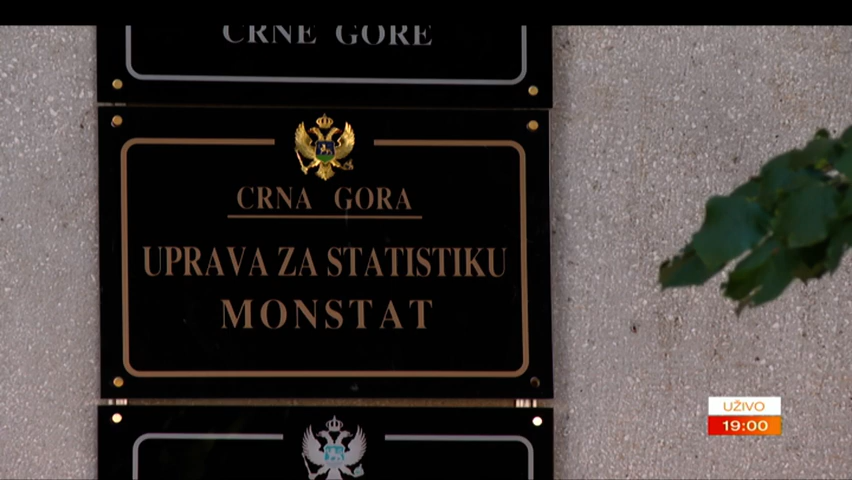 CRNE GORE
CRNA GORA
UPRAVA ZA STATISTIKU
MONSTAT
UŽIVO
19:00